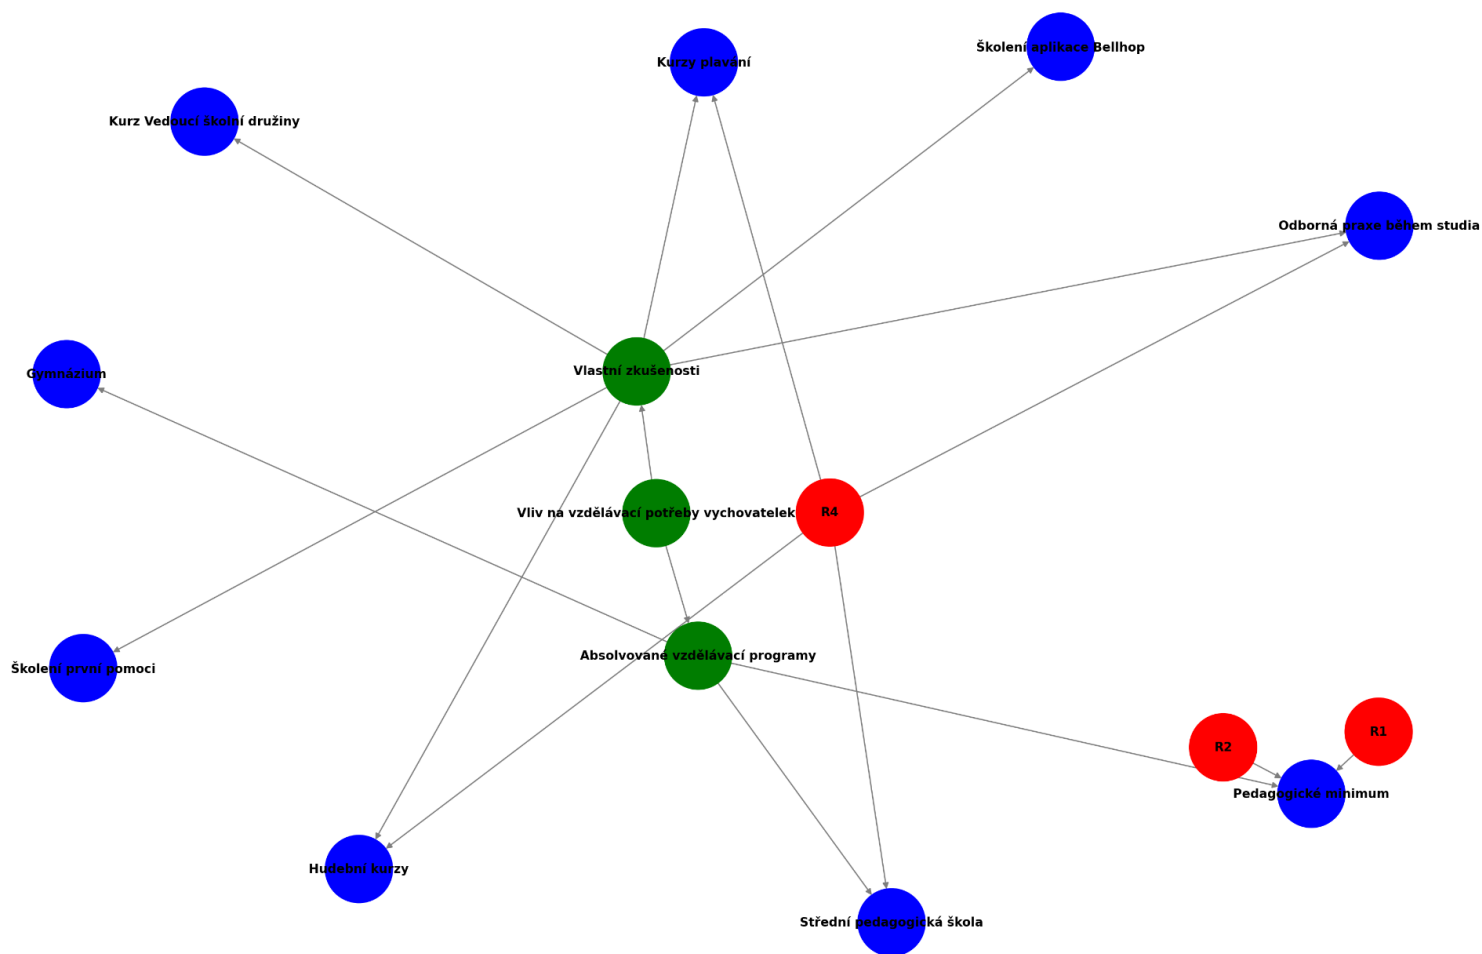 Školení aplikace Bellhop
Kurzy plavání
Kurz Vedoucí školní družiny
Odborná praxe během studia
Vlastní zkušenosti
Gymnázium
Vliv na vzdělávací potřeby vychovatelek
R4
Absolvované vzdělávací programy
Školení první pomoci
R1
R2
Pedagogické minimum
Hudební kurzy
Střední pedagogická škola